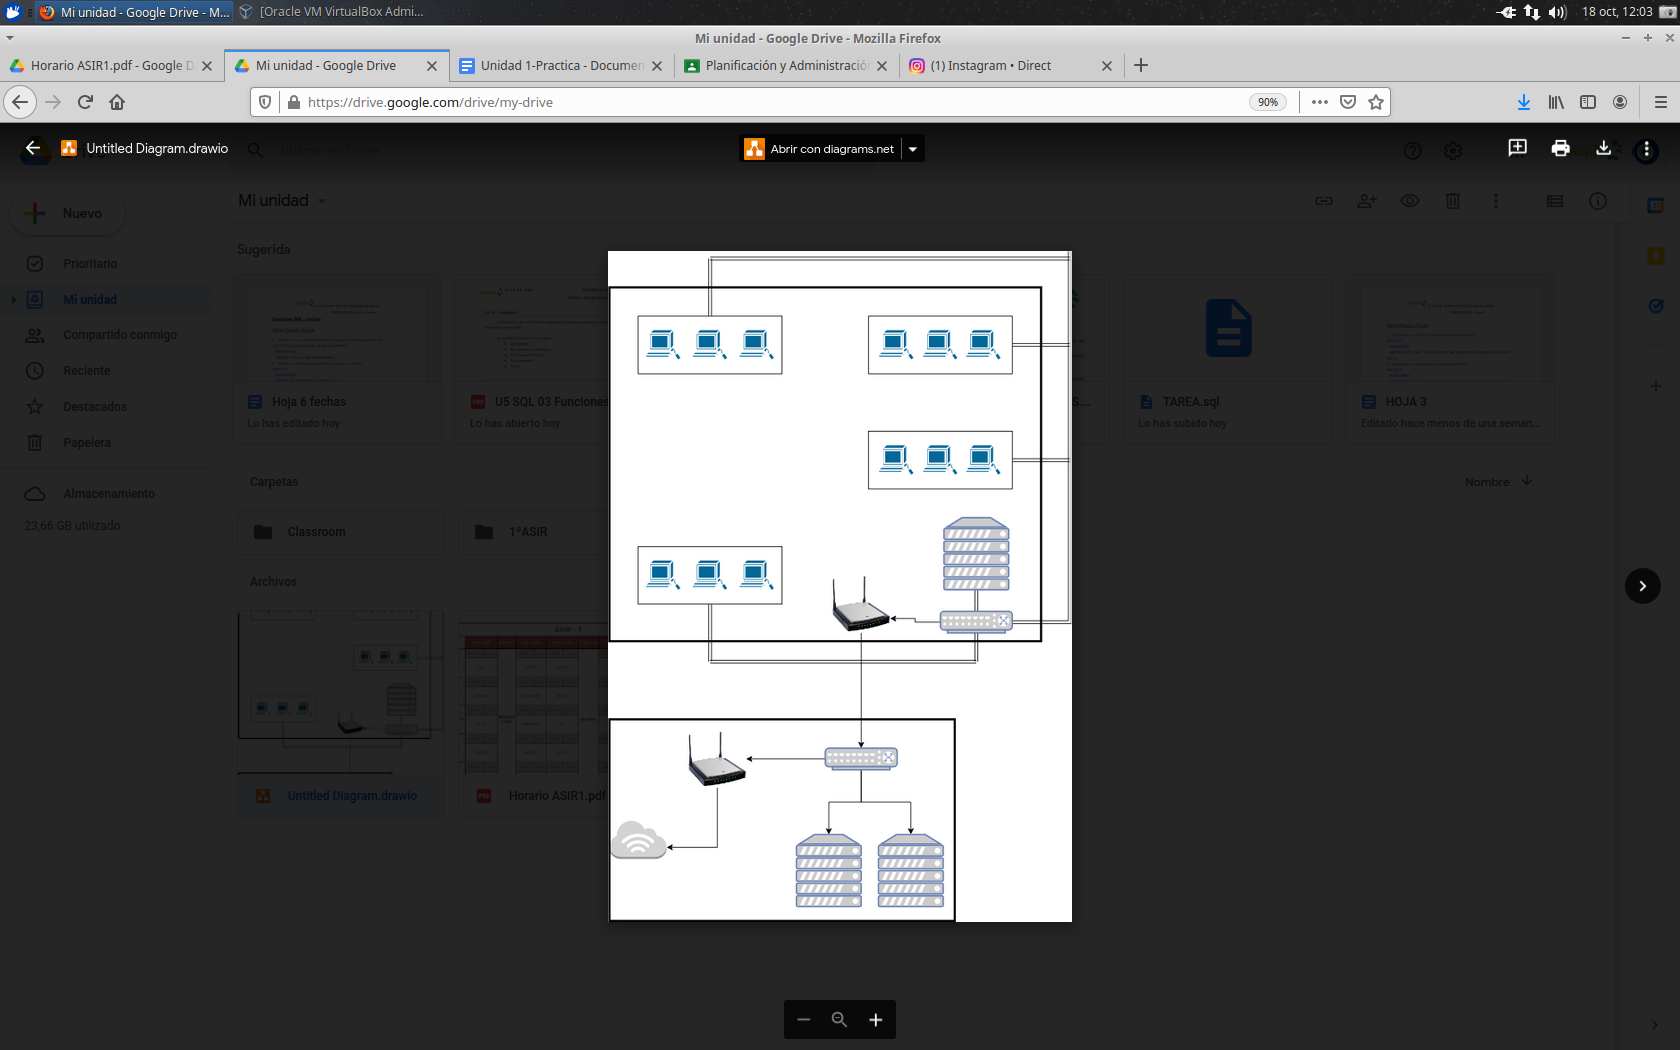 Mi unidad - Google Drive - M...
[Oracle VM VirtualBox Admi...
18 oct, 12:03
Mi unidad - Google Drive - Mozilla Firefox
Horario ASIR1.pdf - Google D
Mi unidad - Google Drive
Unidad 1-Practica - Documen
Planificación y Administració
(1) Instagram • Direct
https://drive.google.com/drive/my-drive
90%
Untitled Diagram.drawio
Buscar en Drive
Abrir con diagrams.net
Nuevo
Mi unidad
Sugerida
Prioritario
Mi unidad
Compartido conmigo
Reciente
Destacados
Papelera
Almacenamiento
23,66 GB utilizado
Hoja 6 fechas
Lo has editado hoy
U5 SQL 03 Funciones
Lo has abierto hoy
S...
TAREA.sql
Lo has subido hoy
HOJA 3
Editado hace menos de una seman...
Carpetas
Nombre
Classroom
1ºASIR
Archivos
ASIR - 1
Untitled Diagram.drawio
Horario ASIR1.pdf